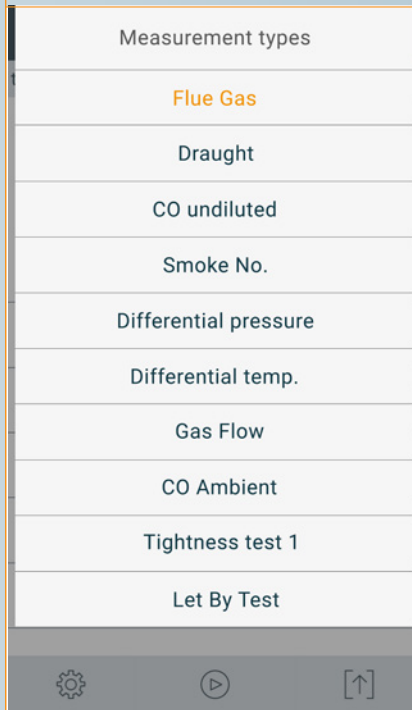 Measurement types
Flue Gas
Draught
CO undiluted
Smoke No.
Differential pressure
Differential temp.
Gas Flow
CO Ambient
Tightness test 1
Let By Test